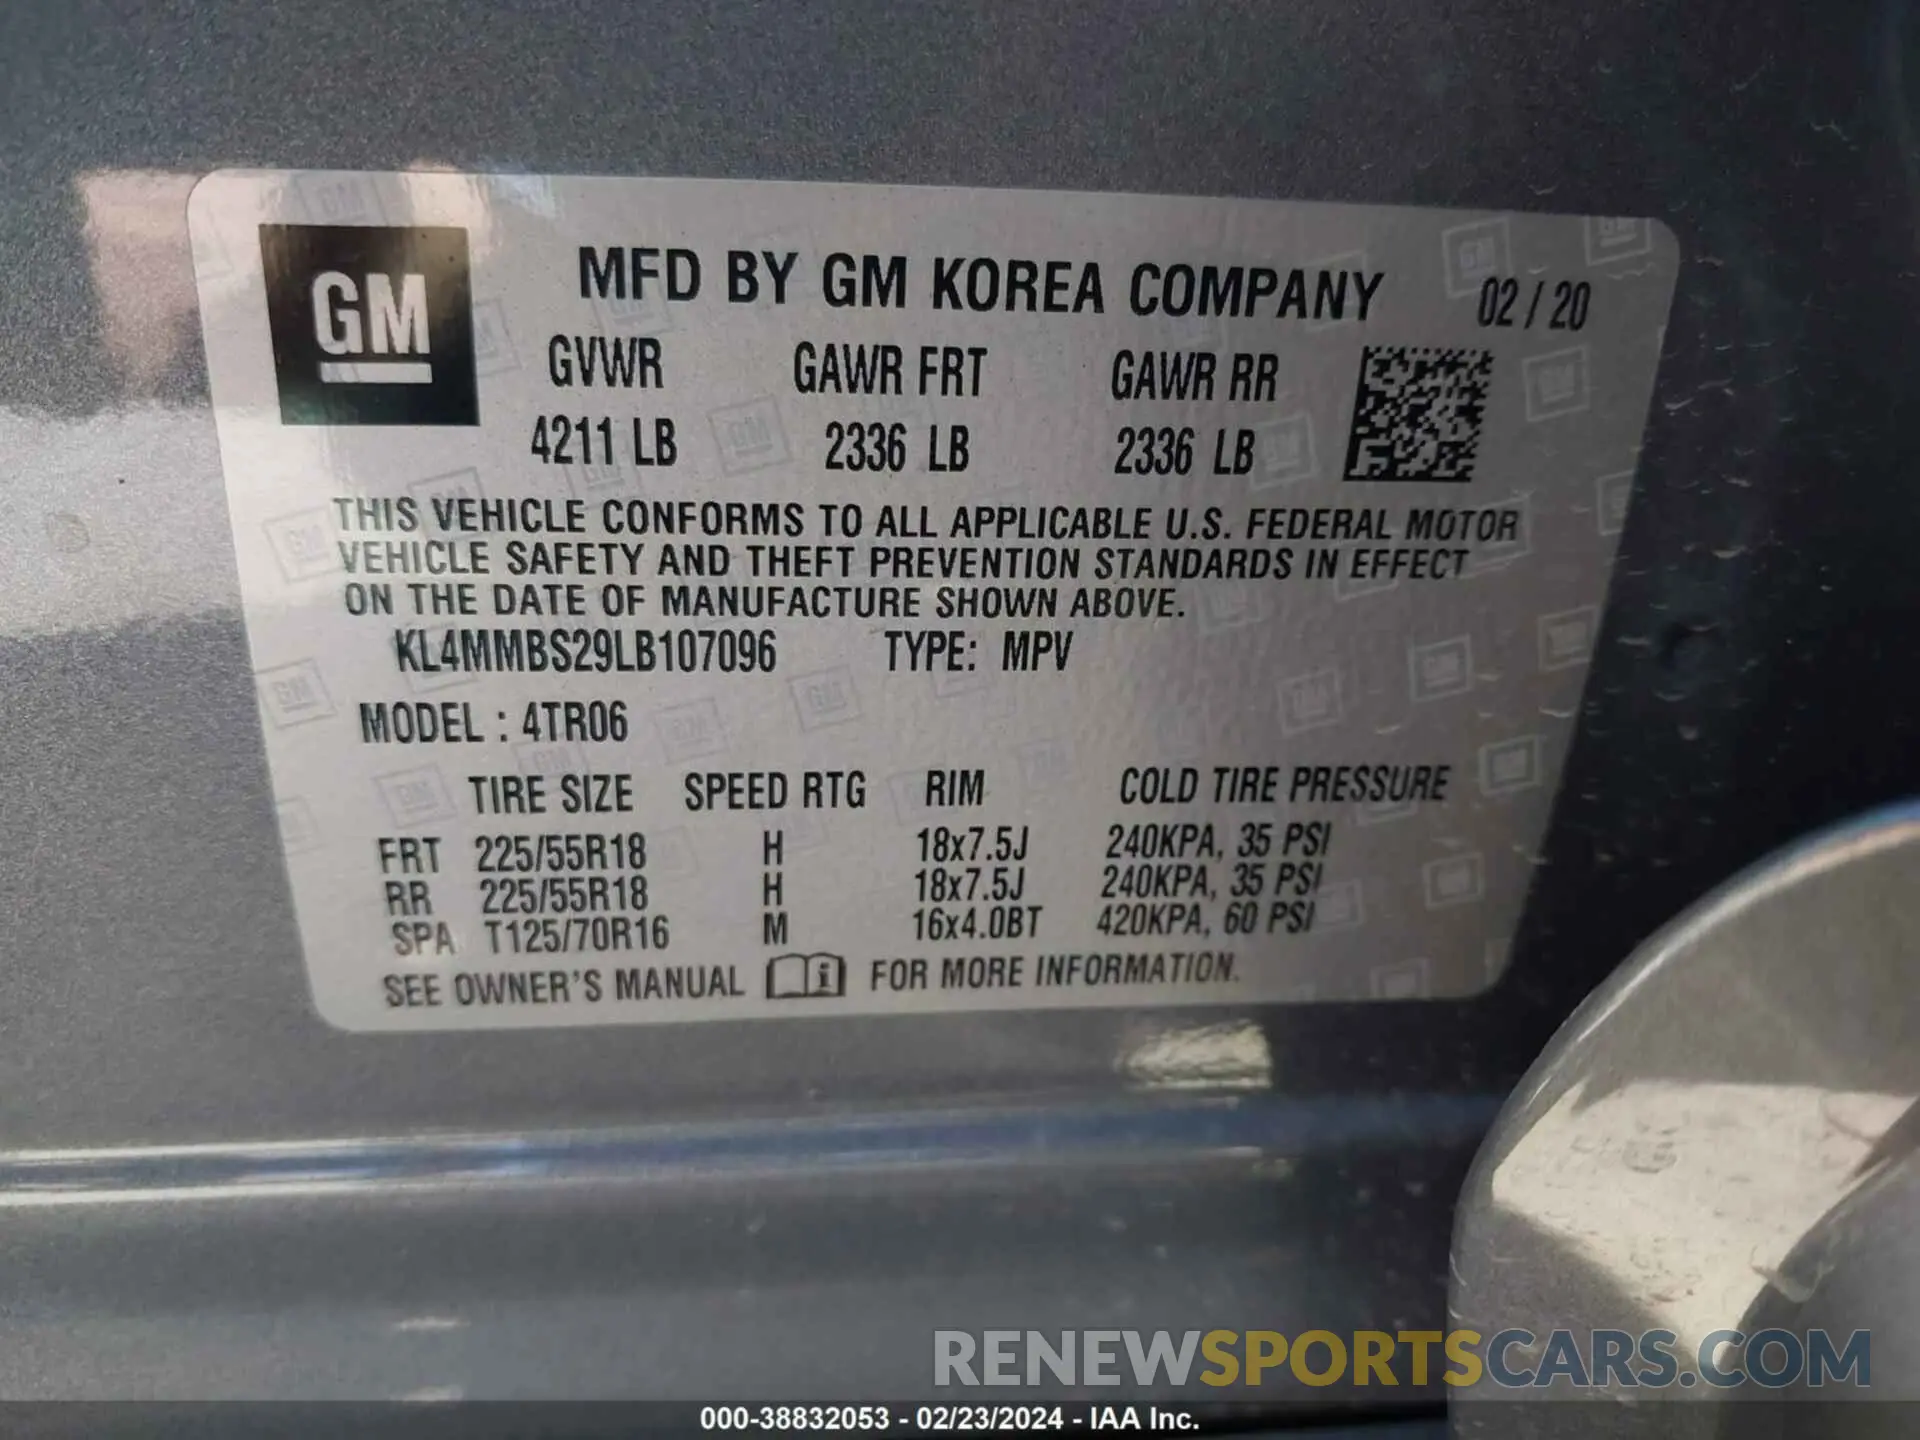 GM
MFD BY GM KOREA COMPANY 02 / 20
GVWR GAWR FRT GAWR RR
4211 LB 2336 LB 2336 LB
THIS VEHICLE CONFORMS TO ALL APPLICABLE U.S. FEDERAL MOTOR
VEHICLE SAFETY AND THEFT PREVENTION STANDARDS IN EFFECT
ON THE DATE OF MANUFACTURE SHOWN ABOVE.
KL4MMBS29LB107096 TYPE: MPV
MODEL : 4TR06
TIRE SIZE SPEED RTG RIM COLD TIRE PRESSURE
FRT 225/55R18 H 18x7.5J 240KPA, 35 PSI
RR 225/55R18 H 18x7.5J 240KPA, 35 PSI
SPA T125/70R16 M 16x4.0BT 420KPA, 60 PSI
SEE OWNER'S MANUAL FOR MORE INFORMATION.
RENEWSPORTSCARS.COM
000-38832053 - 02/23/2024 - IAA Inc.